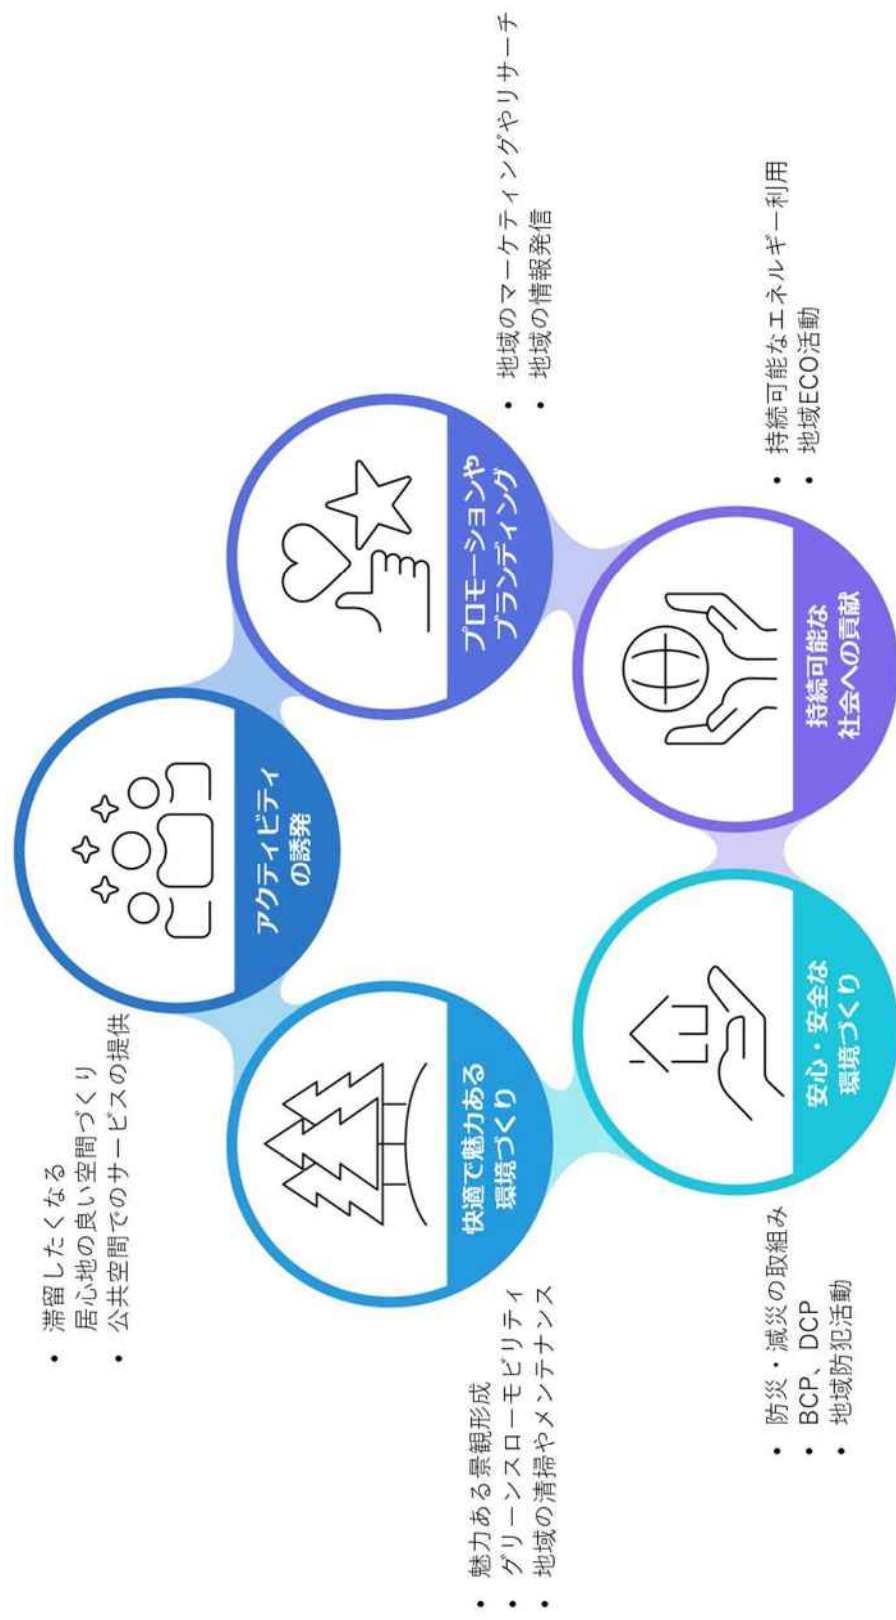 • 滞留したくなる
居心地の良い空間づくり
• 公共空間でのサービスの提供
アクティビティ
の誘発
• 魅力ある景観形成
• グリーンスローモビリティ
• 地域の清掃やメンテナンス
快適で魅力ある
環境づくり
プロモーションや
ブランディング
• 地域のマーケティングやリサーチ
• 地域の情報発信
• 防災・減災の取組み
• BCP、DCP
• 地域防犯活動
安心・安全な
環境づくり
持続可能な
社会への貢献
• 持続可能なエネルギー利用
• 地域ECO活動